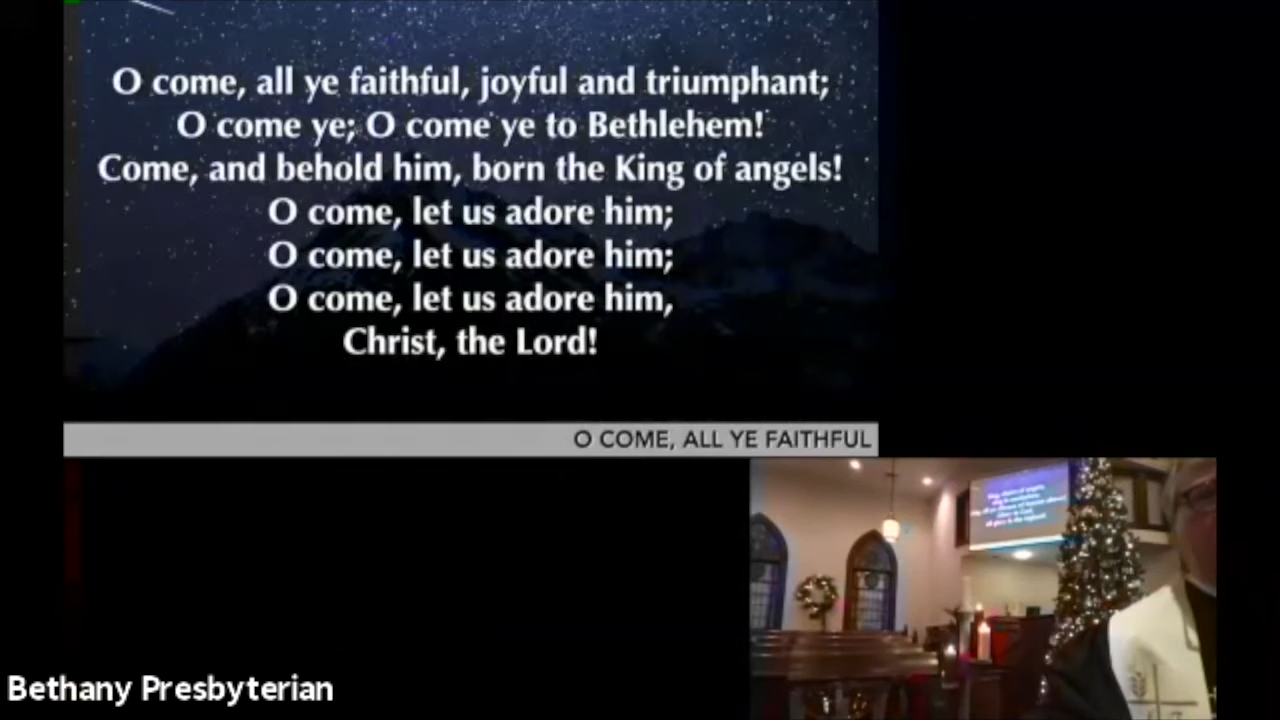 O come, all ye faithful, joyful and triumphant;
O come ye; O come ye to Bethlehem!
Come, and behold him, born the King of angels!
O come, let us adore him;
O come, let us adore him;
O come, let us adore him,
Christ, the Lord!
O COME, ALL YE FAITHFUL
Bethany Presbyterian